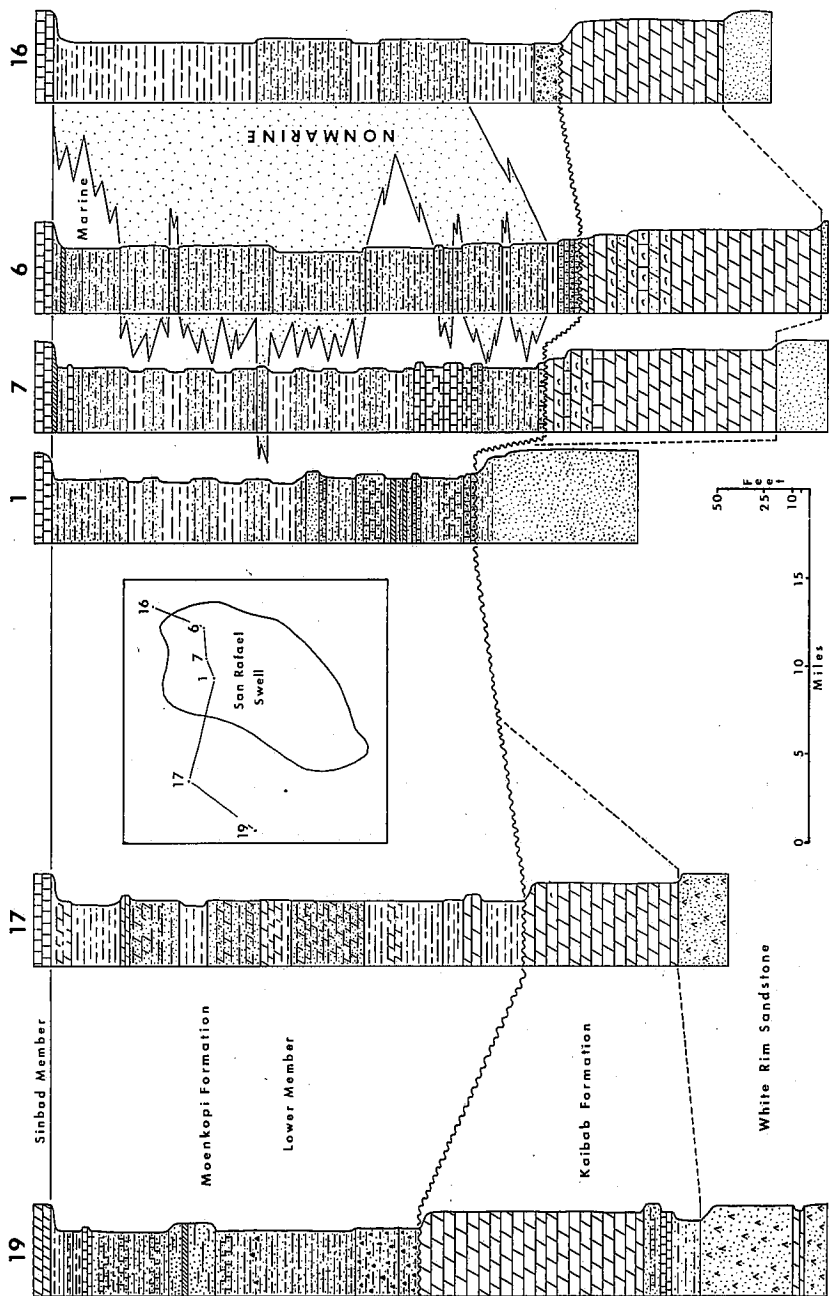 19
17
1
7
6
16
Sinbad Member
Marine
NONMARINE
Moenkopi Formation
Lower Member
16
6
7
1
17
19
San Rafael
Swell
Kaibab Formation
White Rim Sandstone
50
25
10
Feet
0
5
10
15
Miles